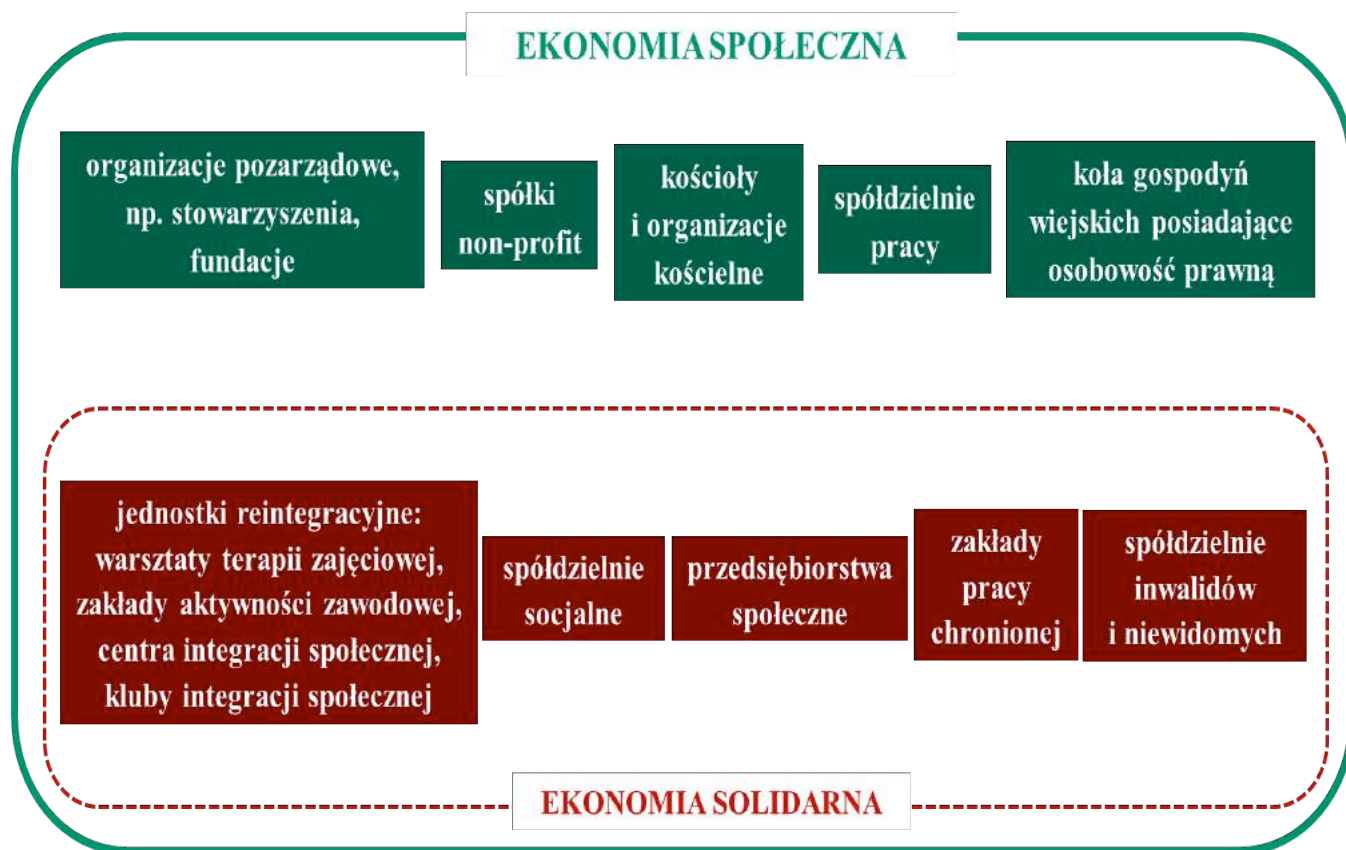 EKONOMIA SPOŁECZNA
organizacje pozarządowe,
np. stowarzyszenia,
fundacje
spółki
non-profit
kościoły
i organizacje
kościelne
spółdzielnie
pracy
koła gospodyń
wiejskich posiadające
osobowość prawną
jednostki reintegracyjne:
warsztaty terapii zajęciowej,
zakłady aktywności zawodowej,
centra integracji społecznej,
kluby integracji społecznej
spółdzielnie
socjalne
przedsiębiorstwa
społeczne
zakłady
pracy
chronionej
spółdzielnie
inwalidów
i niewidomych
EKONOMIA SOLIDARNA